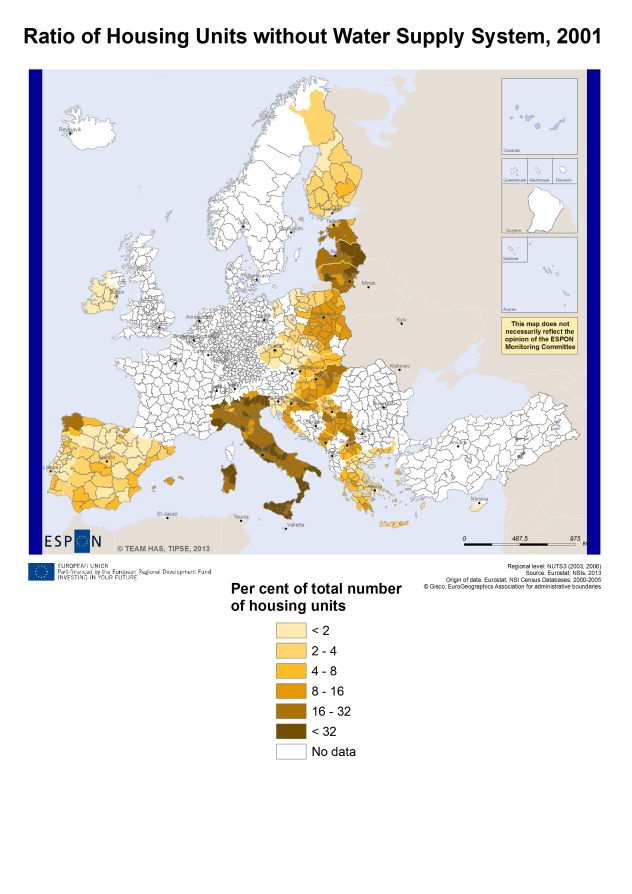 Ratio of Housing Units without Water Supply System, 2001
Reykjavik
Canarias
Guadeloupe Martinique Réunion
Guyane
Madeira
Acores
This map does not
necessarily reflect the
opinion of the ESPON
Monitoring Committee
Minsk
Kyiv
Kishinev
Ankara
Nicosia
Madrid
El-Jazair
Tounis
Valletta
0 487,5 975
ESPON
© TEAM HAS, TIPSE, 2013
EUROPEAN UNION
Part-financed by the European Regional Development Fund
INVESTING IN YOUR FUTURE
Regional level: NUTS3 (2003, 2006)
Source: Eurostat, NSIs, 2013
Origin of data: Eurostat, NSI Census Databases, 2000-2005
© Gisco, EuroGeographics Association for administrative boundaries
Per cent of total number
of housing units
< 2
2 - 4
4 - 8
8 - 16
16 - 32
< 32
No data